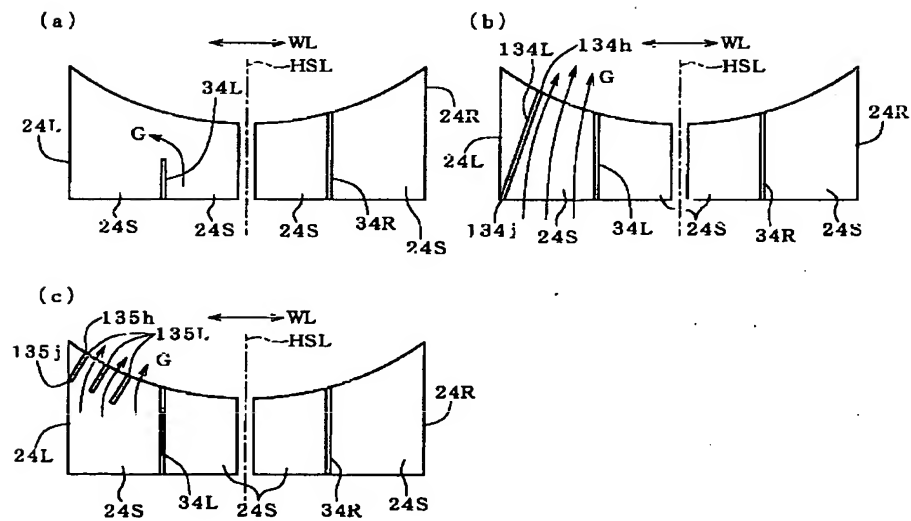 (a)
WL
HSL
34L
24R
24L
G
24S
24S
24S
34R
24S
(b)
134L
134h
WL
HSL
G
24R
24L
134j
24S
34L
24S
34R
24S
(c)
135h
135L
WL
HSL
135j
G
24R
24L
24S
34L
24S
34R
24S